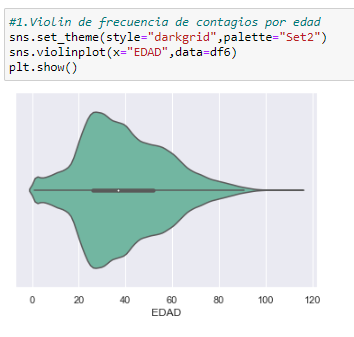 #1.Violin de frecuencia de contagios por edad
sns.set_theme(style="darkgrid",palette="Set2")
sns.violinplot(x="EDAD",data=df6)
plt.show()
0 20 40 60 80 100 120
EDAD